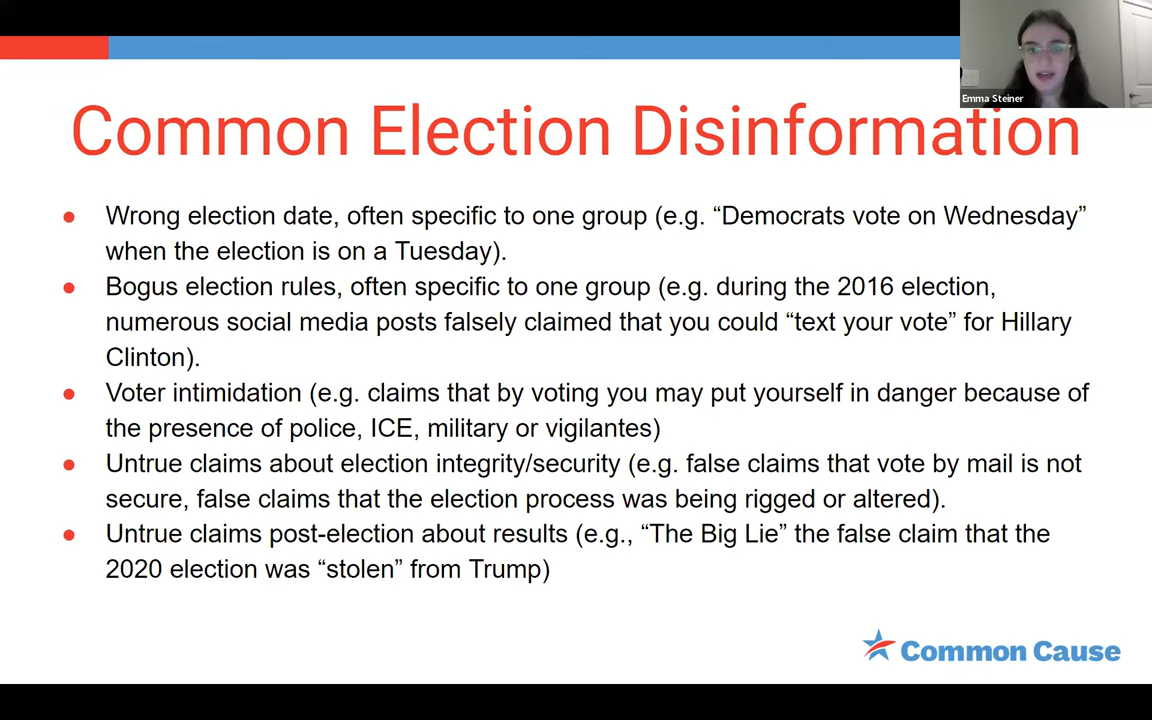 Emma Steiner
Common Election Disinformation
● Wrong election date, often specific to one group (e.g. “Democrats vote on Wednesday”
when the election is on a Tuesday).
● Bogus election rules, often specific to one group (e.g. during the 2016 election,
numerous social media posts falsely claimed that you could “text your vote” for Hillary
Clinton).
● Voter intimidation (e.g. claims that by voting you may put yourself in danger because of
the presence of police, ICE, military or vigilantes)
● Untrue claims about election integrity/security (e.g. false claims that vote by mail is not
secure, false claims that the election process was being rigged or altered).
● Untrue claims post-election about results (e.g., “The Big Lie” the false claim that the
2020 election was “stolen” from Trump)
Common Cause